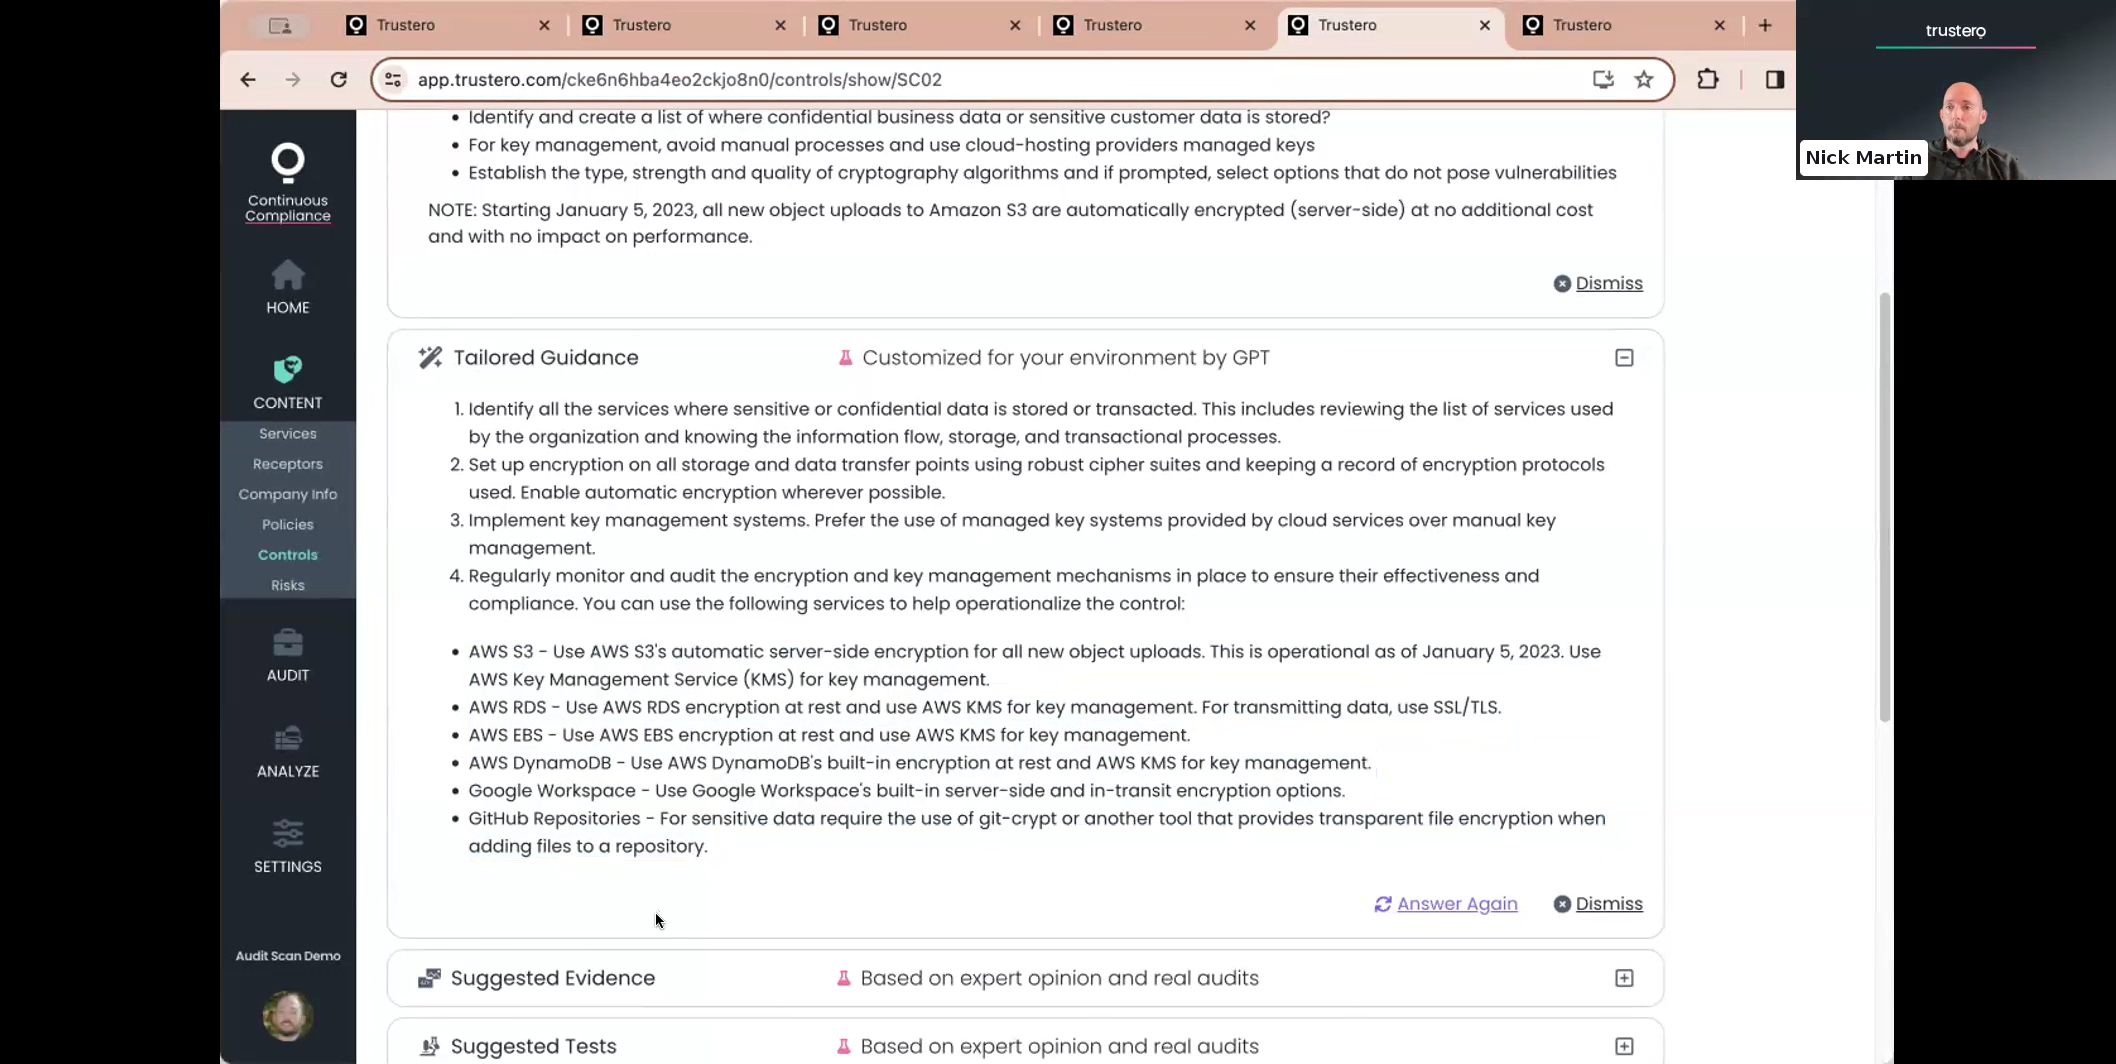 Trustero
Trustero
Trustero
Trustero
Trustero
Trustero
app.trustero.com/cke6n6hba4eo2ckjo8n0/controls/show/SC02
trustero
Nick Martin
Continuous
Compliance
HOME
CONTENT
Services
Receptors
Company Info
Policies
Controls
Risks
AUDIT
ANALYZE
SETTINGS
Audit Scan Demo
• Identify and create a list of where confidential business data or sensitive customer data is stored?
• For key management, avoid manual processes and use cloud-hosting providers managed keys
• Establish the type, strength and quality of cryptography algorithms and if prompted, select options that do not pose vulnerabilities
NOTE: Starting January 5, 2023, all new object uploads to Amazon S3 are automatically encrypted (server-side) at no additional cost
and with no impact on performance.
Dismiss
Tailored Guidance
Customized for your environment by GPT
1. Identify all the services where sensitive or confidential data is stored or transacted. This includes reviewing the list of services used
by the organization and knowing the information flow, storage, and transactional processes.
2. Set up encryption on all storage and data transfer points using robust cipher suites and keeping a record of encryption protocols
used. Enable automatic encryption wherever possible.
3. Implement key management systems. Prefer the use of managed key systems provided by cloud services over manual key
management.
4. Regularly monitor and audit the encryption and key management mechanisms in place to ensure their effectiveness and
compliance. You can use the following services to help operationalize the control:
• AWS S3 - Use AWS S3's automatic server-side encryption for all new object uploads. This is operational as of January 5, 2023. Use
AWS Key Management Service (KMS) for key management.
• AWS RDS - Use AWS RDS encryption at rest and use AWS KMS for key management. For transmitting data, use SSL/TLS.
• AWS EBS - Use AWS EBS encryption at rest and use AWS KMS for key management.
• AWS DynamoDB - Use AWS DynamoDB's built-in encryption at rest and AWS KMS for key management.
• Google Workspace - Use Google Workspace's built-in server-side and in-transit encryption options.
• GitHub Repositories - For sensitive data require the use of git-crypt or another tool that provides transparent file encryption when
adding files to a repository.
Answer Again
Dismiss
Suggested Evidence
Based on expert opinion and real audits
Suggested Tests
Based on expert opinion and real audits